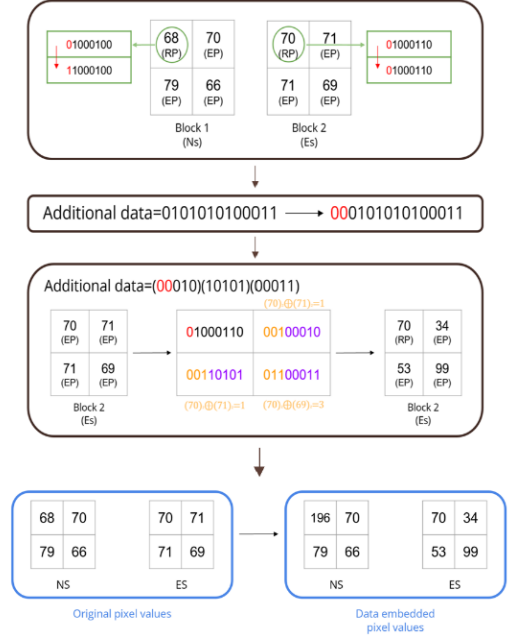 01000100
11000100
68 (RP) 70 (EP)
79 (EP) 66 (EP)
Block 1
(Ns)
70 (RP) 71 (EP)
71 (EP) 69 (EP)
Block 2
(Es)
01000110
01000110
Additional data=0101010100011 000101010100011
Additional data=(00010)(10101)(00011)
70 (EP) 71 (EP)
71 (EP) 69 (EP)
Block 2
(Es)
(70)ᵣ⊕(71)ᵣ=1
01000110 00100010
00110101 01100011
(70)ᵣ⊕(71)ᵣ=1 (70)ᵣ⊕(69)ᵣ=3
70 (RP) 34 (EP)
53 (EP) 99 (EP)
Block 2
(Es)
68 70
79 66
NS
70 71
71 69
ES
196 70
79 66
NS
70 34
53 99
ES
Original pixel values
Data embedded
pixel values